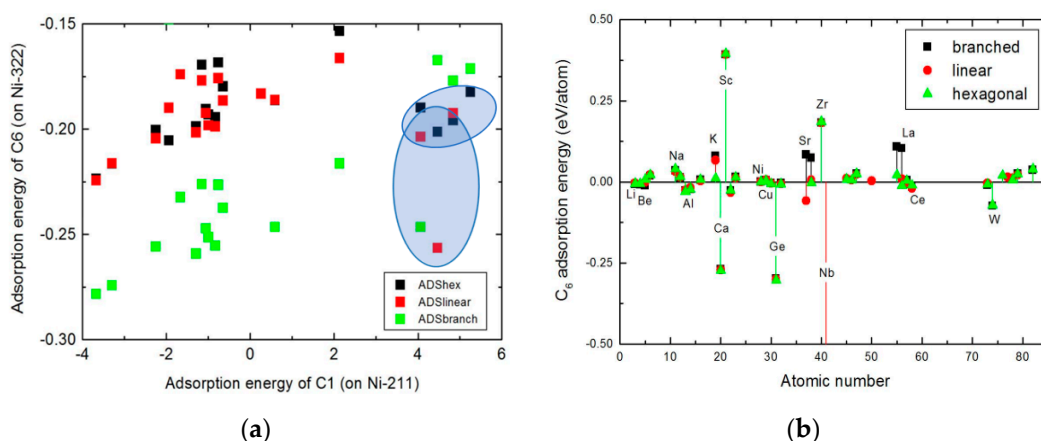 Adsorption energy of C6 (on Ni-322)
-0.15
-0.20
-0.25
-0.30
-4
-2
0
2
4
6
ADShex
ADSlinear
ADSbranch
Adsorption energy of C1 (on Ni-211)
(a)
C6 adsorption energy (eV/atom)
0.50
0.25
0.00
-0.25
-0.50
0
10
20
30
40
50
60
70
80
branched
linear
hexagonal
Sc
Zr
K
Sr
La
Na
Ni
Li
Be
Al
Cu
Ce
W
Ca
Ge
Nb
Atomic number
(b)